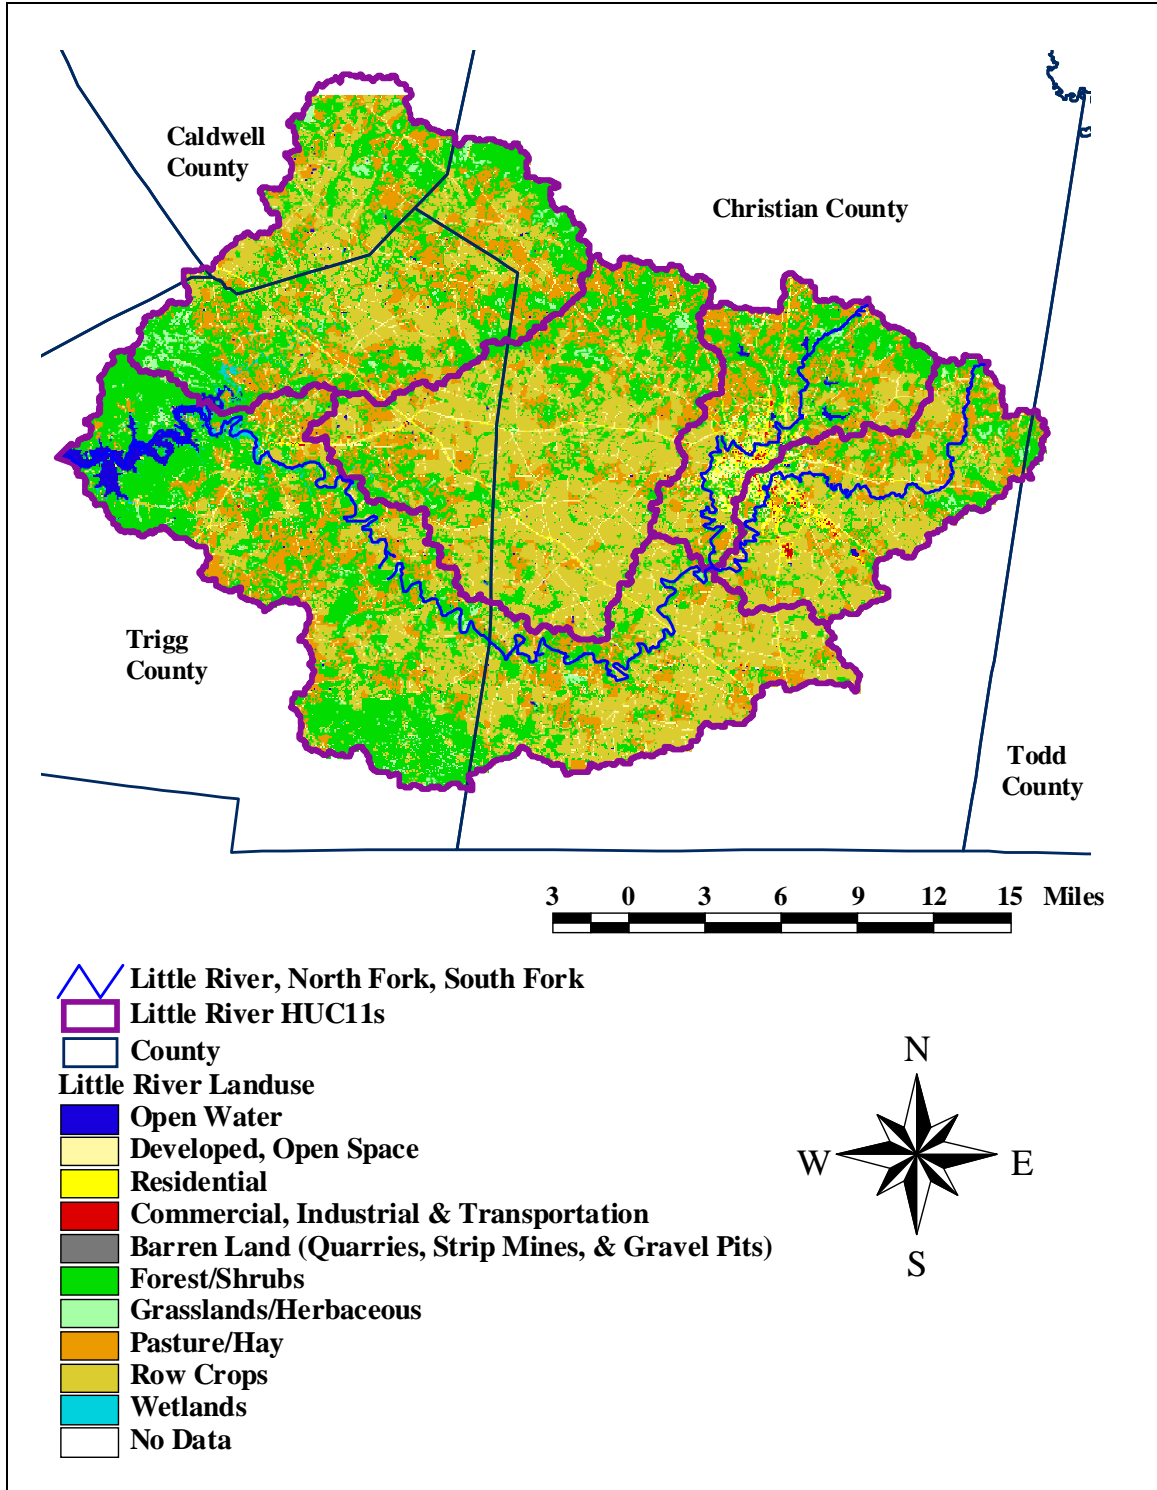 Caldwell
County
Christian County
Trigg
County
Todd
County
3 0 3 6 9 12 15 Miles
Little River, North Fork, South Fork
Little River HUC11s
County
Little River Landuse
Open Water
Developed, Open Space
Residential
Commercial, Industrial & Transportation
Barren Land (Quarries, Strip Mines, & Gravel Pits)
Forest/Shrubs
Grasslands/Herbaceous
Pasture/Hay
Row Crops
Wetlands
No Data
N
W E
S